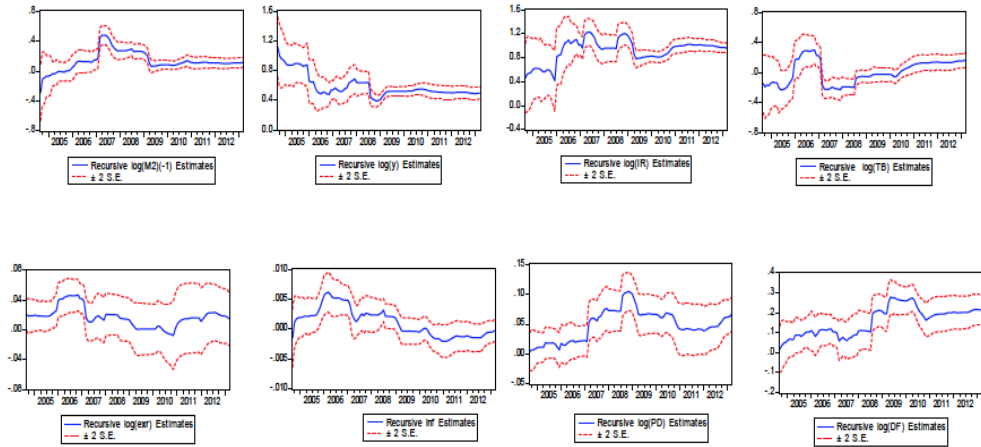 .8
.4
.0
-.4
-.8
2005 2006 2007 2008 2009 2010 2011 2012
Recursive log(M2)(-1) Estimates
± 2 S.E.
1.6
1.2
0.8
0.4
0.0
2005 2006 2007 2008 2009 2010 2011 2012
Recursive log(y) Estimates
± 2 S.E.
1.6
1.2
0.8
0.4
0.0
-0.4
2005 2006 2007 2008 2009 2010 2011 2012
Recursive log(IR) Estimates
± 2 S.E.
.8
.4
.0
-.4
-.8
2005 2006 2007 2008 2009 2010 2011 2012
Recursive log(TB) Estimates
± 2 S.E.
.08
.04
.00
-.04
-.08
2005 2006 2007 2008 2009 2010 2011 2012
Recursive log(exr) Estimates
± 2 S.E.
.010
.005
.000
-.005
-.010
2005 2006 2007 2008 2009 2010 2011 2012
Recursive Inf Estimates
± 2 S.E.
.15
.10
.05
.00
-.05
2005 2006 2007 2008 2009 2010 2011 2012
Recursive log(PD) Estimates
± 2 S.E.
.4
.3
.2
.1
.0
-.1
-.2
2005 2006 2007 2008 2009 2010 2011 2012
Recursive log(DF) Estimates
± 2 S.E.